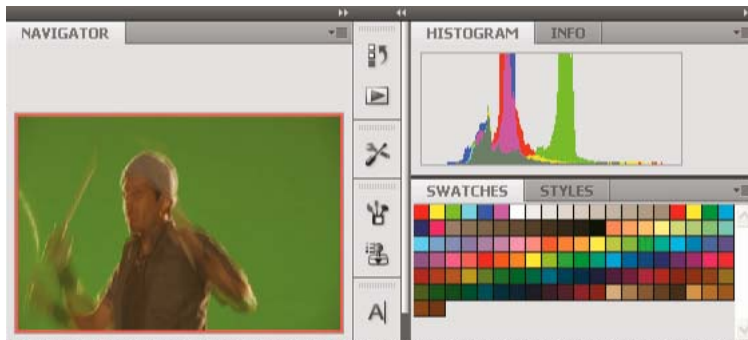 NAVIGATOR
HISTOGRAM
INFO
SWATCHES
STYLES
A